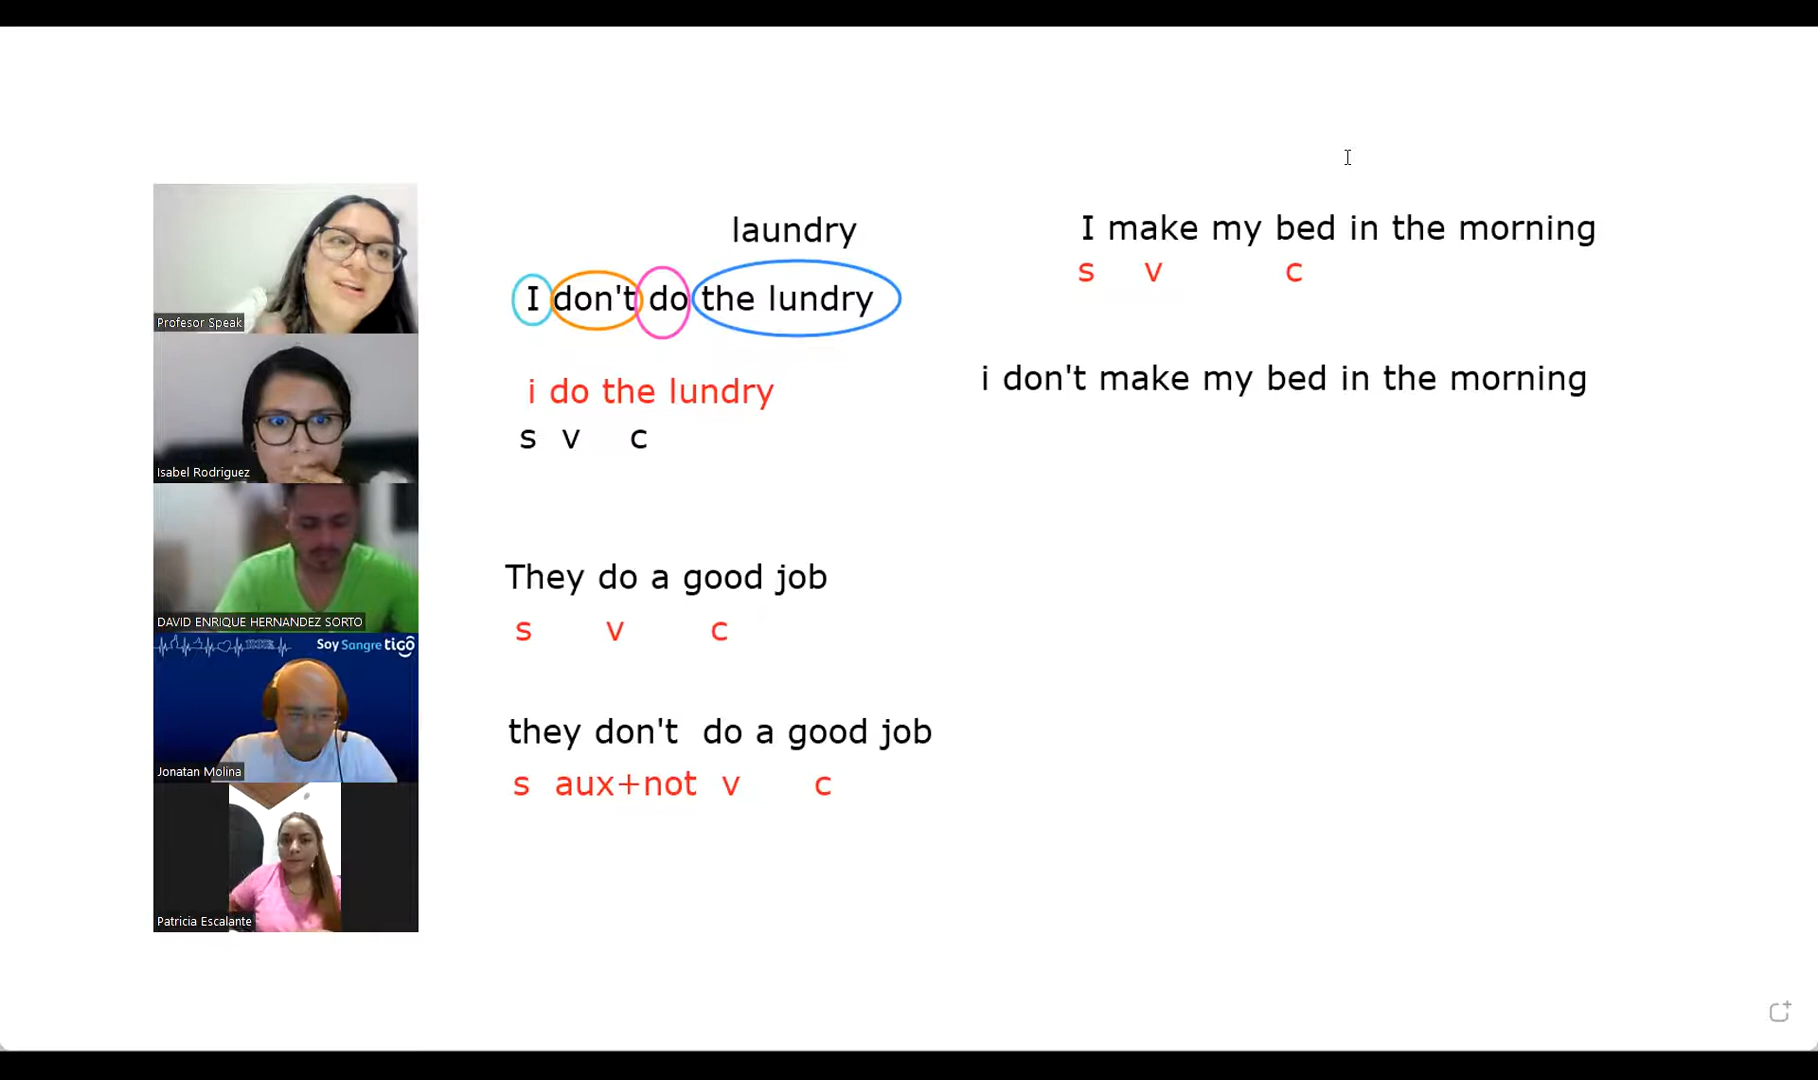 Profesor Speak
Isabel Rodriguez
DAVID ENRIQUE HERNANDEZ SORTO
Soy Sangre tigo
Jonatan Molina
Patricia Escalante
laundry
I don't do the lundry
i do the lundry
s v c
They do a good job
s v c
they don't do a good job
s aux+not v c
I make my bed in the morning
s v c
i don't make my bed in the morning